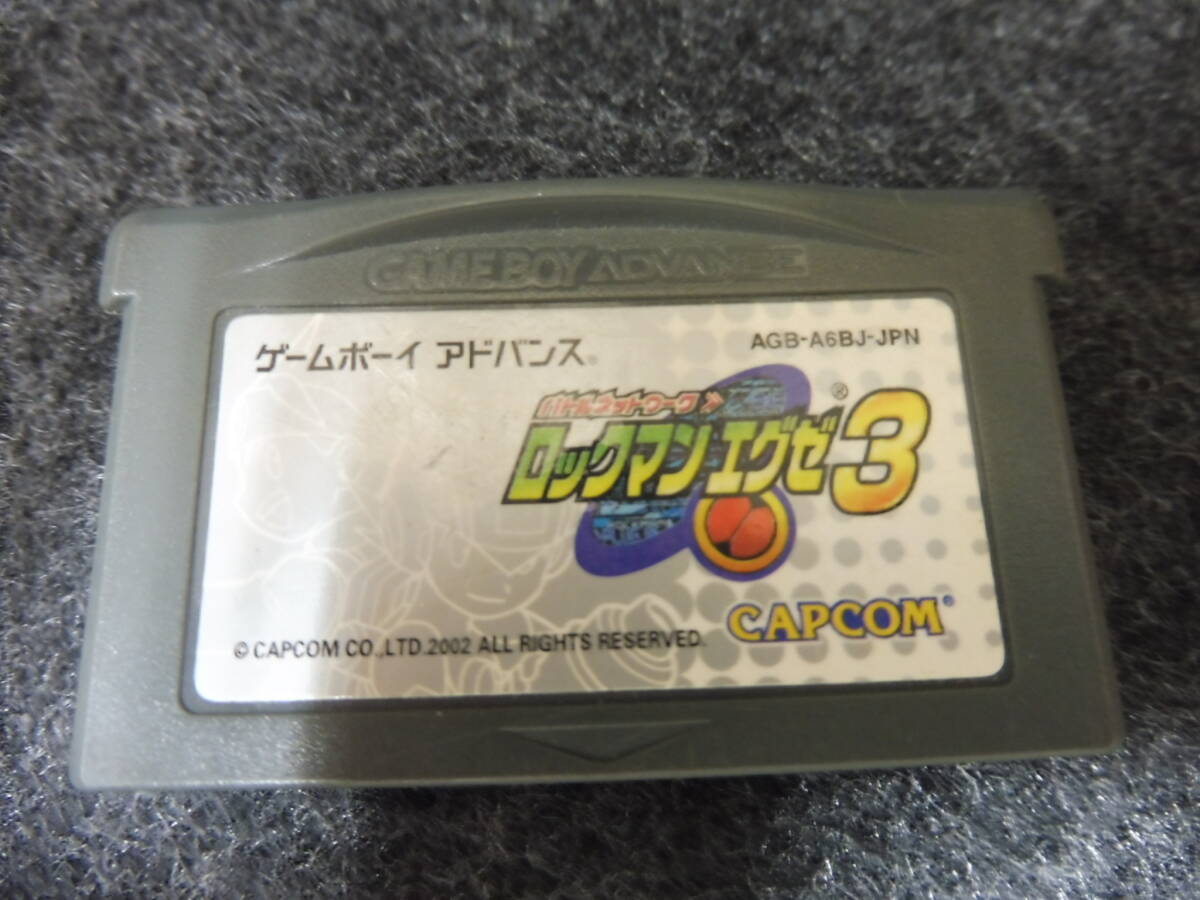 GAME BOY ADVANCE
ゲームボーイ アドバンス®
AGB-A6BJ-JPN
バトルネットワーク
ロックマン エグゼ3®
CAPCOM®
© CAPCOM CO., LTD. 2002 ALL RIGHTS RESERVED.